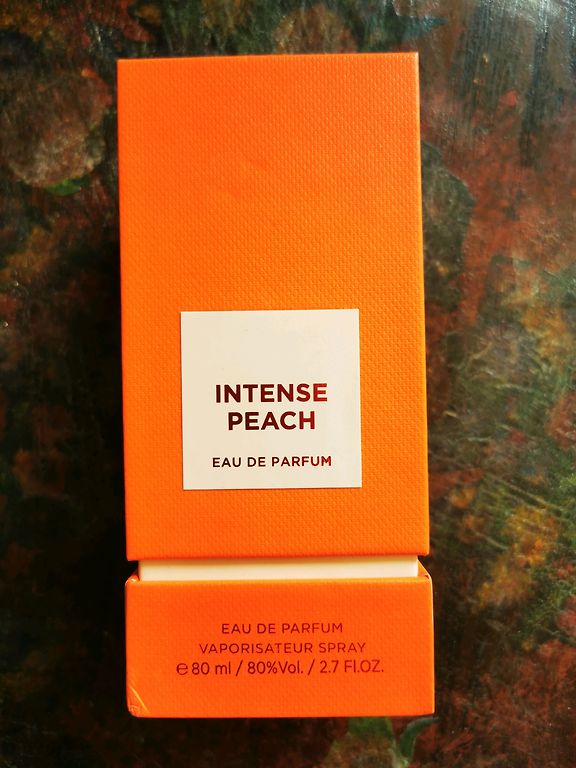 INTENSE
PEACH
EAU DE PARFUM
EAU DE PARFUM
VAPORISATEUR SPRAY
℮ 80 ml / 80%Vol. / 2.7 Fl.OZ.